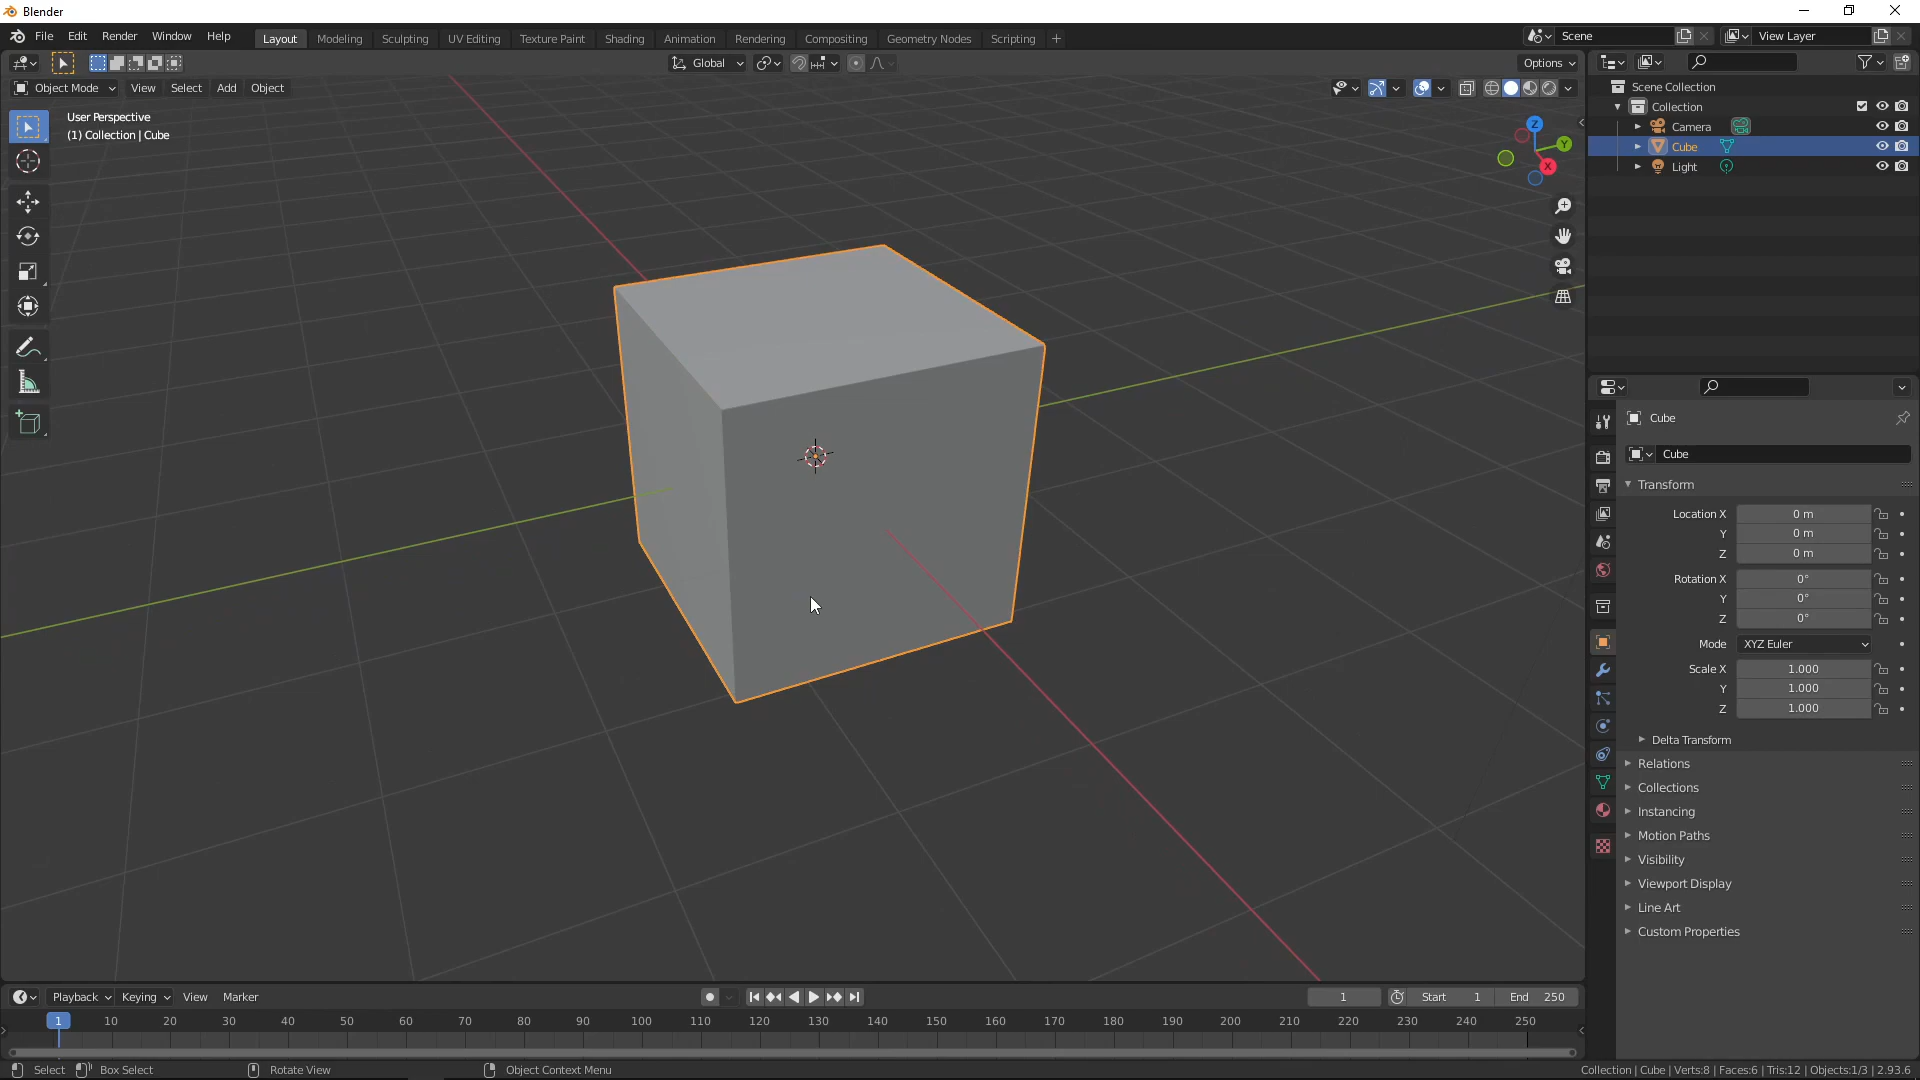 Blender
File Edit Render Window Help Layout Modeling Sculpting UV Editing Texture Paint Shading Animation Rendering Compositing Geometry Nodes Scripting + Scene View Layer
Global Options
Object Mode View Select Add Object
User Perspective
(1) Collection | Cube
Z
Y
X
Scene Collection
Collection
Camera
Cube
Light
Cube
Cube
Transform
Location X 0 m
Y 0 m
Z 0 m
Rotation X 0°
Y 0°
Z 0°
Mode XYZ Euler
Scale X 1.000
Y 1.000
Z 1.000
Delta Transform
Relations
Collections
Instancing
Motion Paths
Visibility
Viewport Display
Line Art
Custom Properties
Playback Keying View Marker 1 Start 1 End 250
1 10 20 30 40 50 60 70 80 90 100 110 120 130 140 150 160 170 180 190 200 210 220 230 240 250
Select Box Select Rotate View Object Context Menu Collection | Cube | Verts:8 | Faces:6 | Tris:12 | Objects:1/3 | 2.93.6